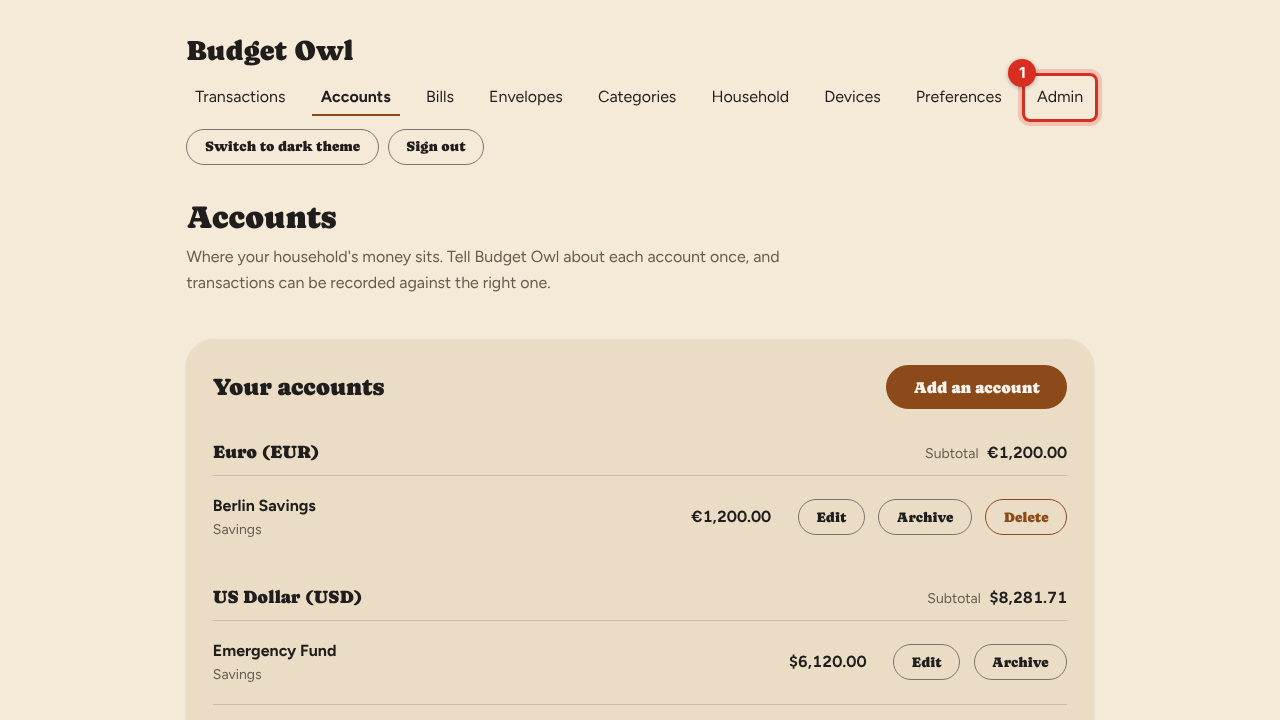 Budget Owl
Transactions Accounts Bills Envelopes Categories Household Devices Preferences 1 Admin
Switch to dark theme Sign out
Accounts
Where your household's money sits. Tell Budget Owl about each account once, and
transactions can be recorded against the right one.
Your accounts Add an account
Euro (EUR) Subtotal €1,200.00
Berlin Savings
Savings
€1,200.00 Edit Archive Delete
US Dollar (USD) Subtotal $8,281.71
Emergency Fund
Savings
$6,120.00 Edit Archive